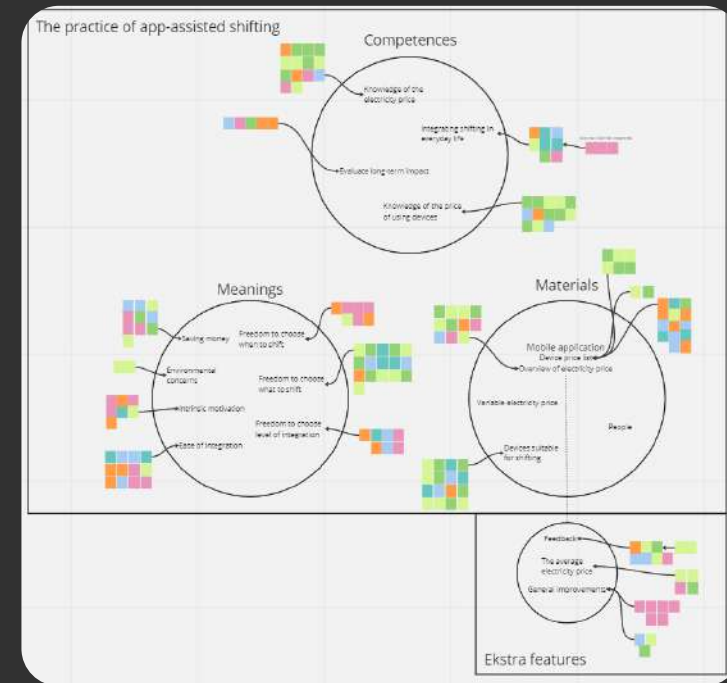 The practice of app-assisted shifting
Competences
Knowledge of the
electricity price
Integrating shifting in
everyday life
Evaluate long-term impact
Knowledge of the price
of using devices
Meanings
Saving money
Freedom to choose
when to shift
Environmental
concerns
Freedom to choose
what to shift
Intrinsic motivation
Freedom to choose
level of integration
Ease of integration
Materials
Mobile application
Device price list
Overview of electricity price
Variable electricity price
People
Devices suitable
for shifting
Feedback
The average
electricity price
General improvements
Ekstra features